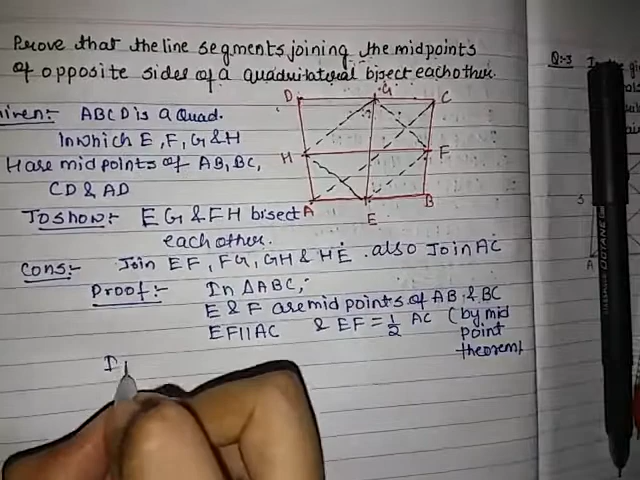 Prove that the line segments joining the midpoints
of opposite sides of a quadrilateral bisect each other.
Given:- ABCD is a Quad.
In which E, F, G & H
H are mid points of AB, BC,
CD & AD
To show:- EG & FH bisect
each other.
Cons:- Join EF, FG, GH & HE. also Join AC
Proof:- In △ABC,
E & F are mid points of AB & BC
EF||AC & EF = 1/2 AC (by mid
point
theorem)
D G C
H F
A E B
Q:-3
S
A